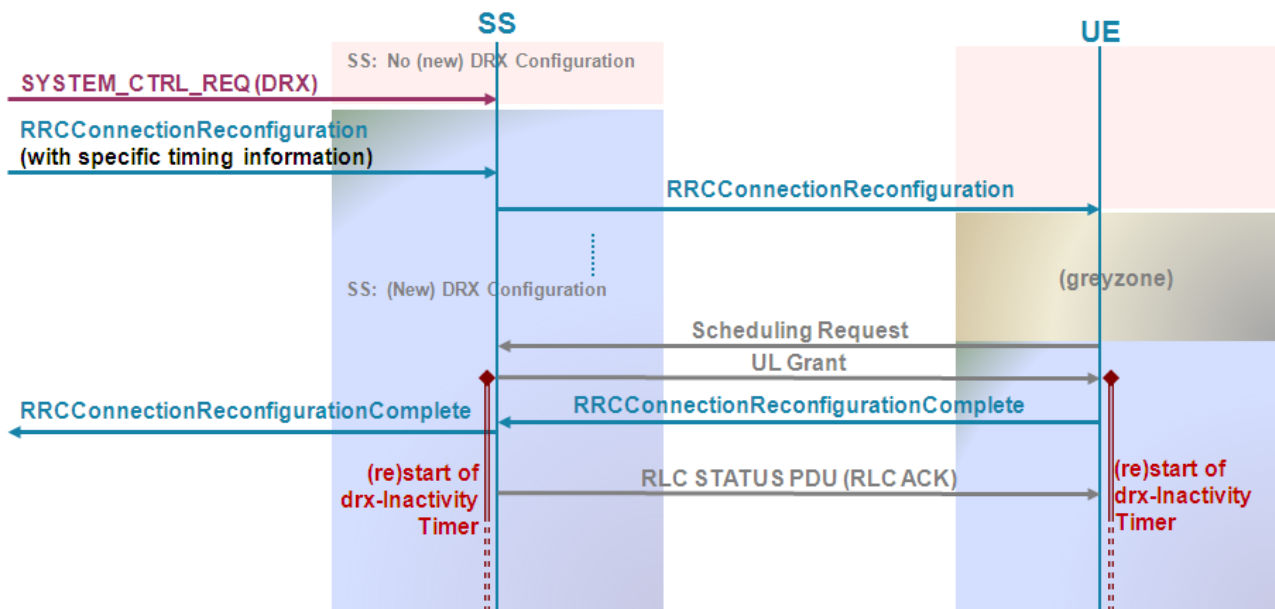 SS
UE
SS: No (new) DRX Configuration
SYSTEM_CTRL_REQ (DRX)
RRCConnectionReconfiguration
(with specific timing information)
RRCConnectionReconfiguration
SS: (New) DRX Configuration
(greyzone)
Scheduling Request
UL Grant
RRCConnectionReconfigurationComplete
RRCConnectionReconfigurationComplete
(re)start of
drx-Inactivity
Timer
RLC STATUS PDU (RLC ACK)
(re)start of
drx-Inactivity
Timer